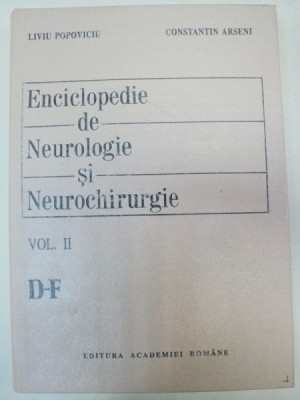 LIVIU POPOVICIU CONSTANTIN ARSENI
Enciclopedie
de
Neurologie
și
Neurochirurgie
VOL. II
D-F
EDITURA ACADEMIEI ROMÂNE